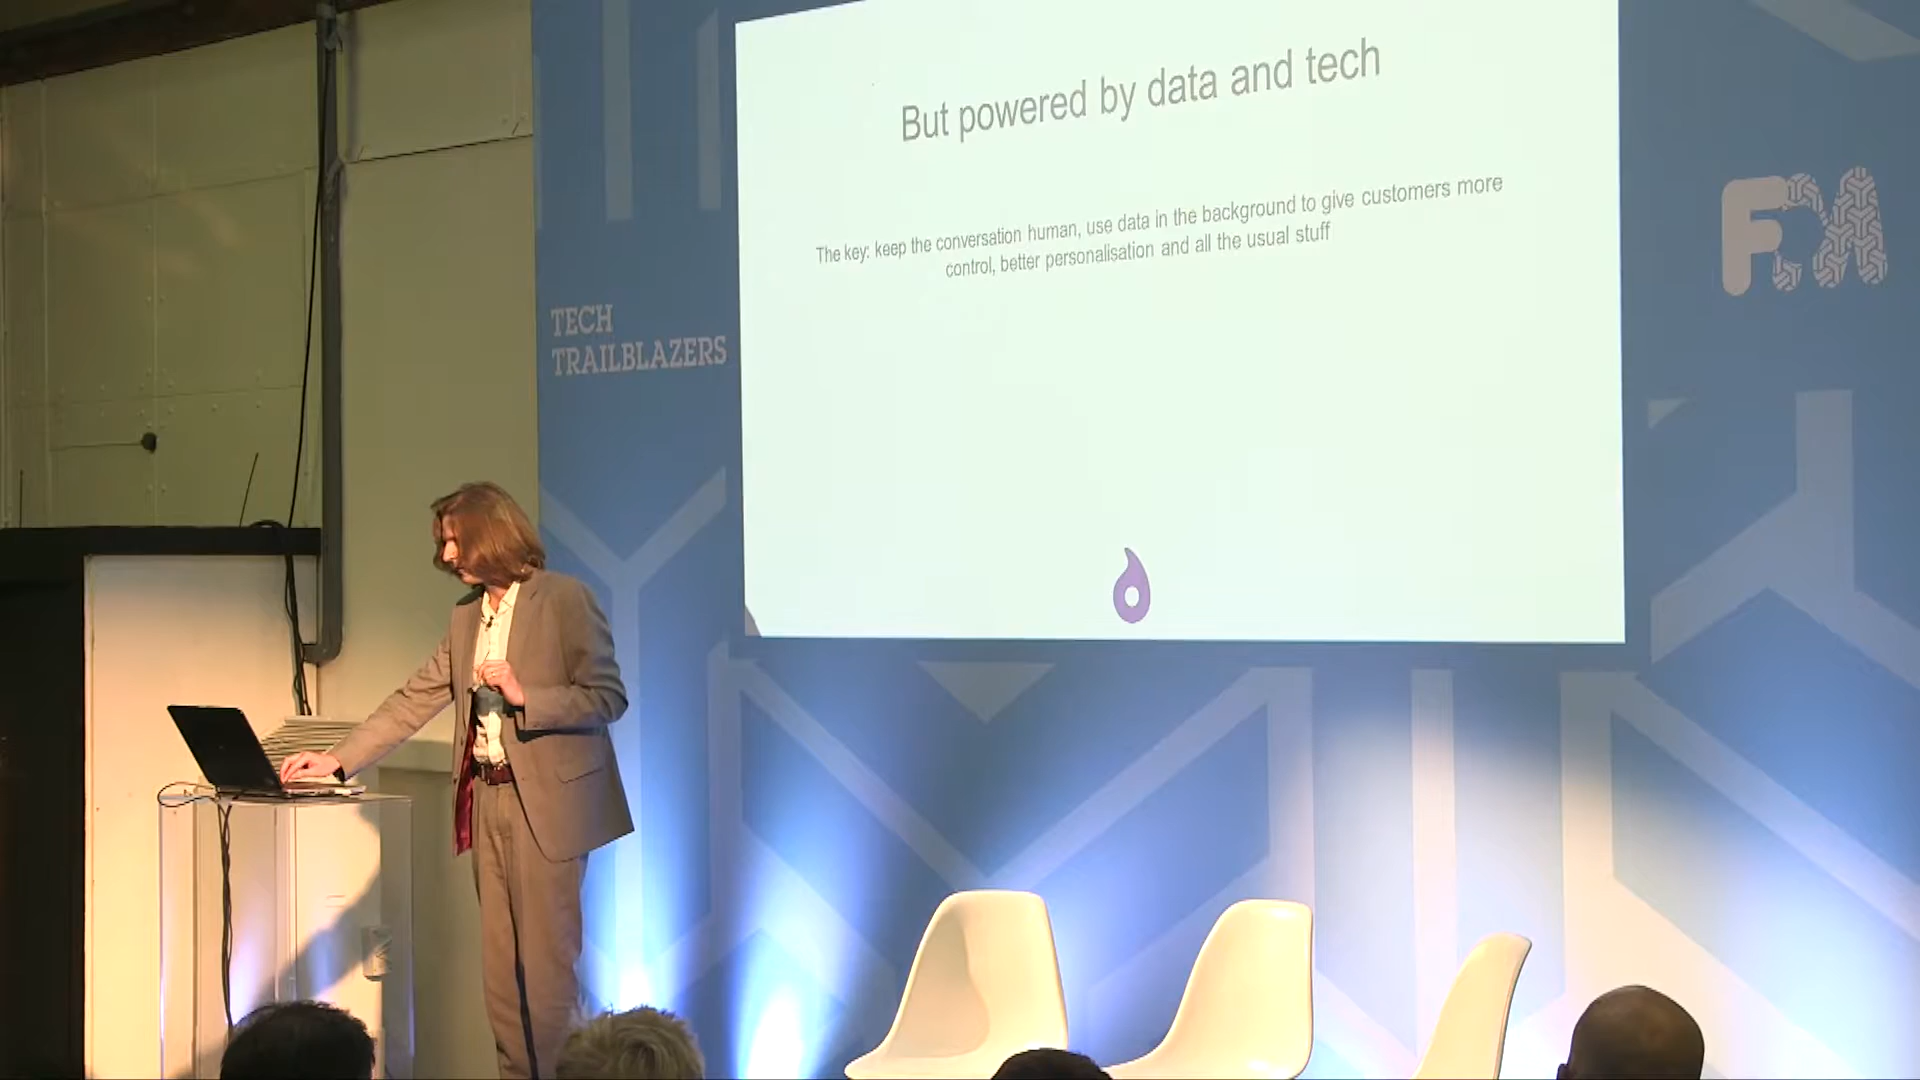 But powered by data and tech
The key: keep the conversation human, use data in the background to give customers more
control, better personalisation and all the usual stuff
TECH
TRAILBLAZERS
FCM